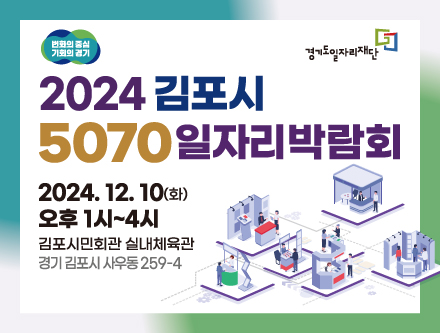 변화의 중심
기회의 경기
경기도일자리재단
2024 김포시
5070 일자리박람회
2024. 12. 10(화)
오후 1시~4시
김포시민회관 실내체육관
경기 김포시 사우동 259-4